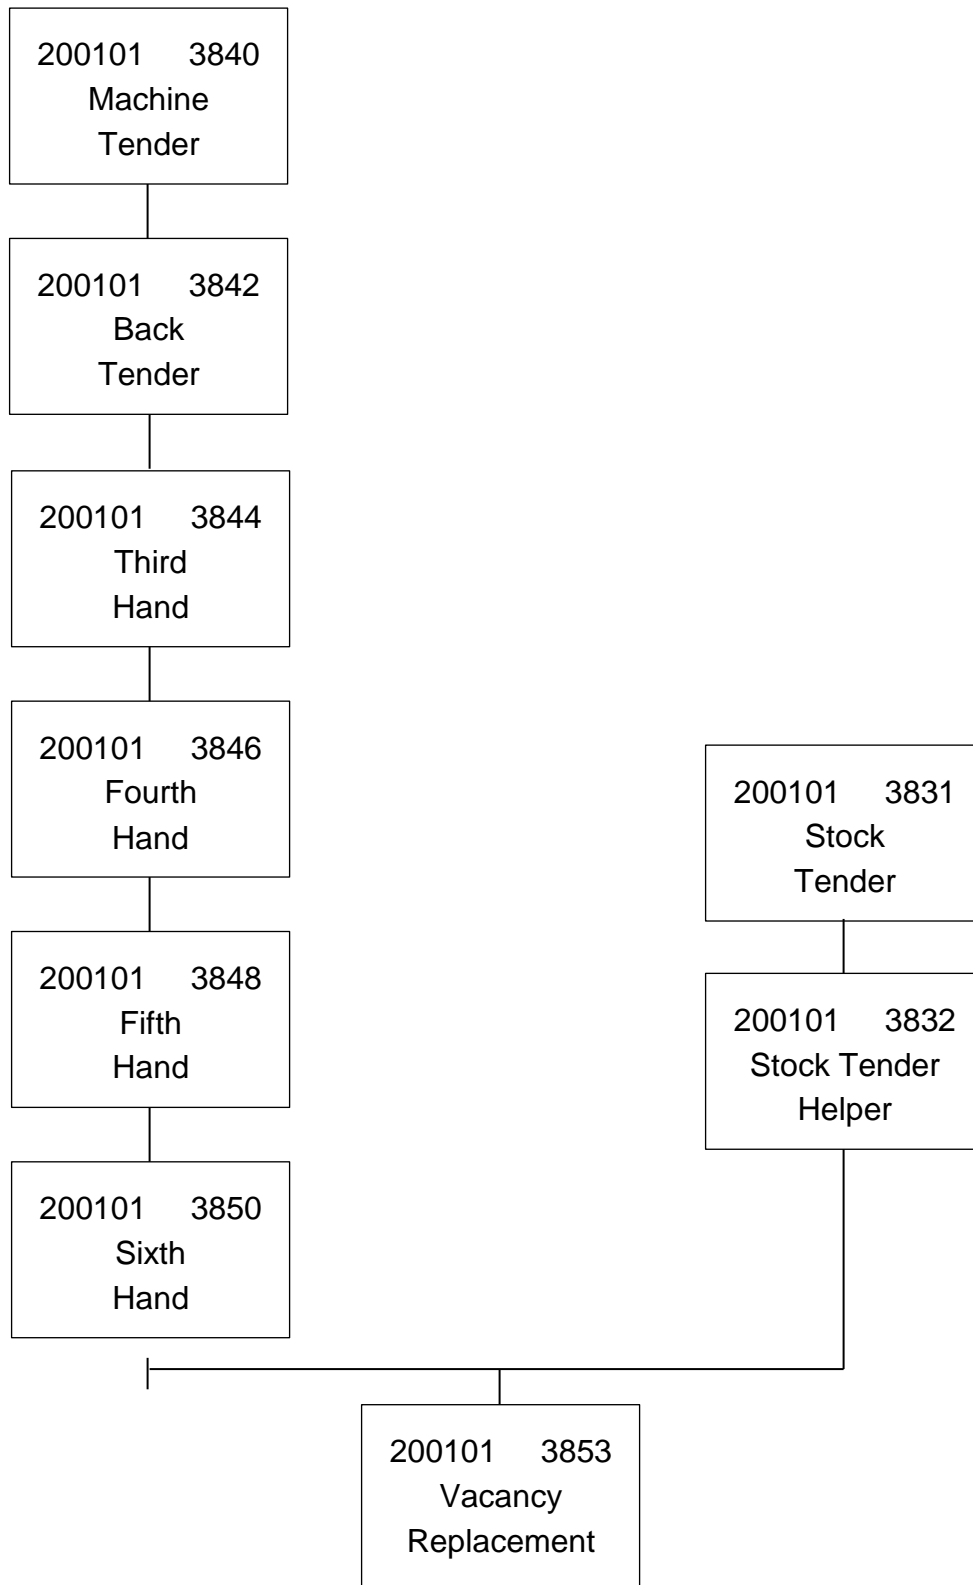 200101 3840
Machine
Tender
200101 3842
Back
Tender
200101 3844
Third
Hand
200101 3846
Fourth
Hand
200101 3848
Fifth
Hand
200101 3850
Sixth
Hand
200101 3831
Stock
Tender
200101 3832
Stock Tender
Helper
200101 3853
Vacancy
Replacement